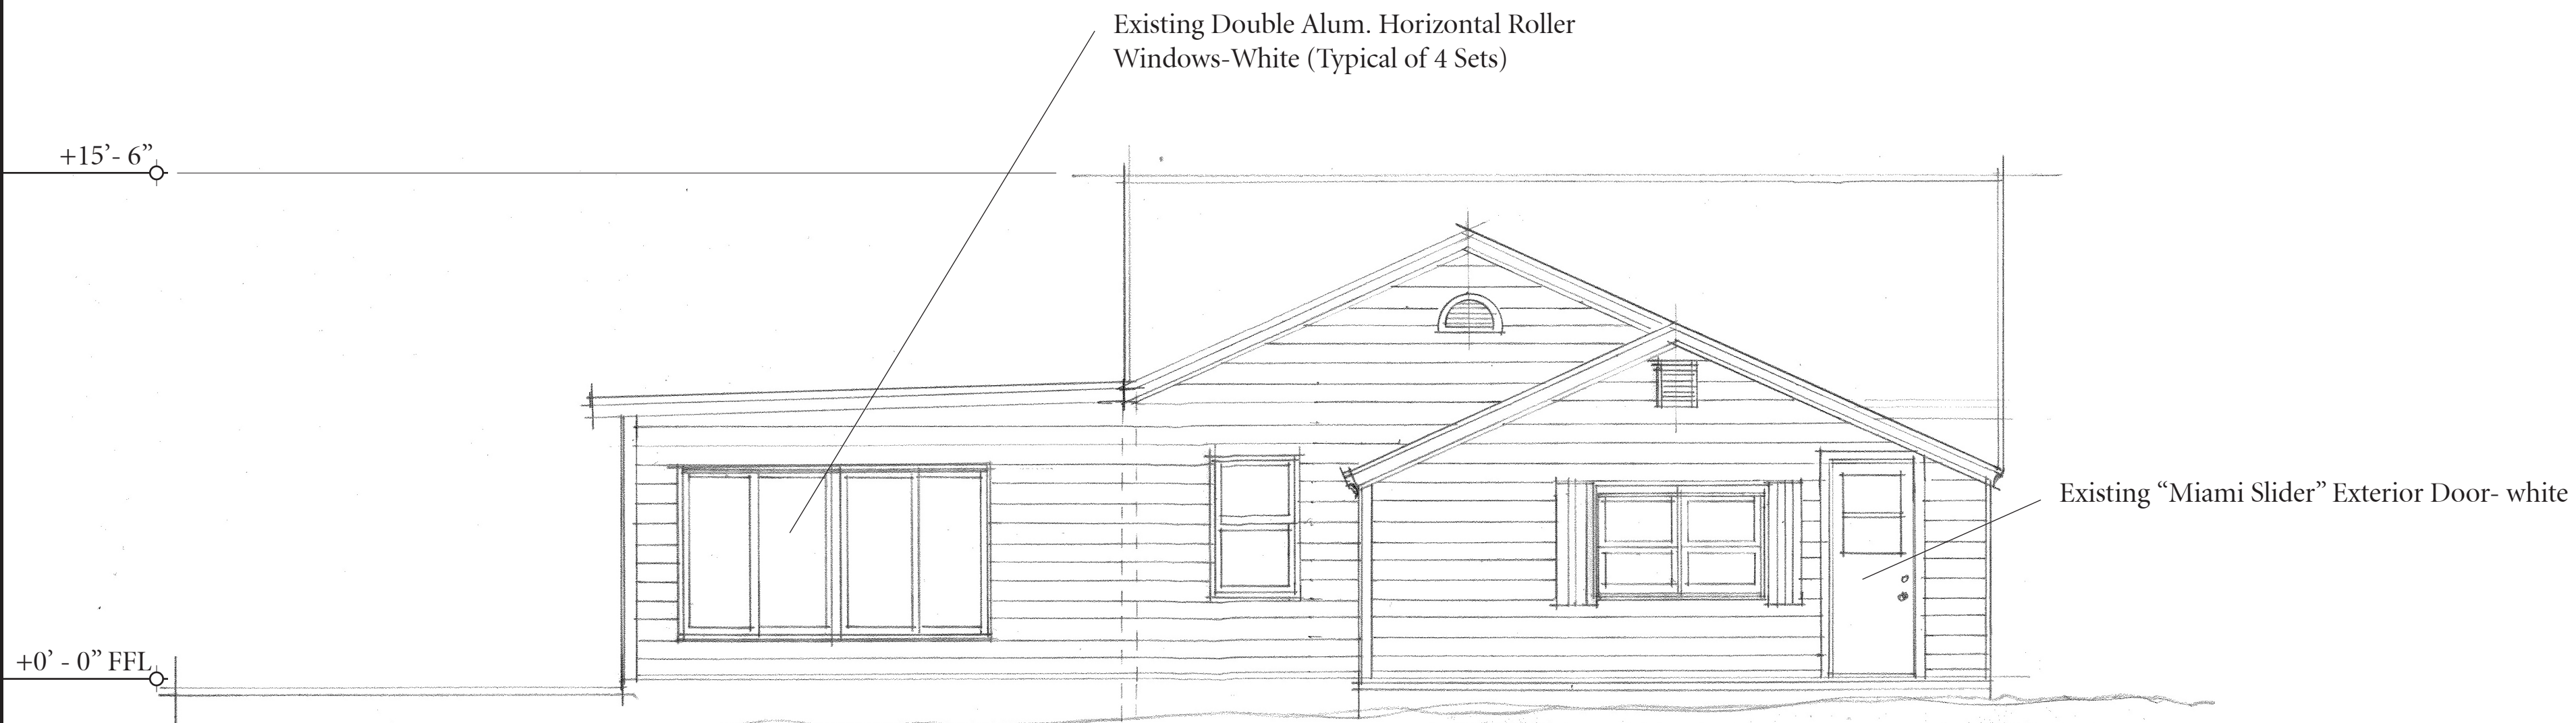 Existing Double Alum. Horizontal Roller
Windows-White (Typical of 4 Sets)
+15’- 6”
Existing “Miami Slider” Exterior Door- white
+0’ - 0” FFL